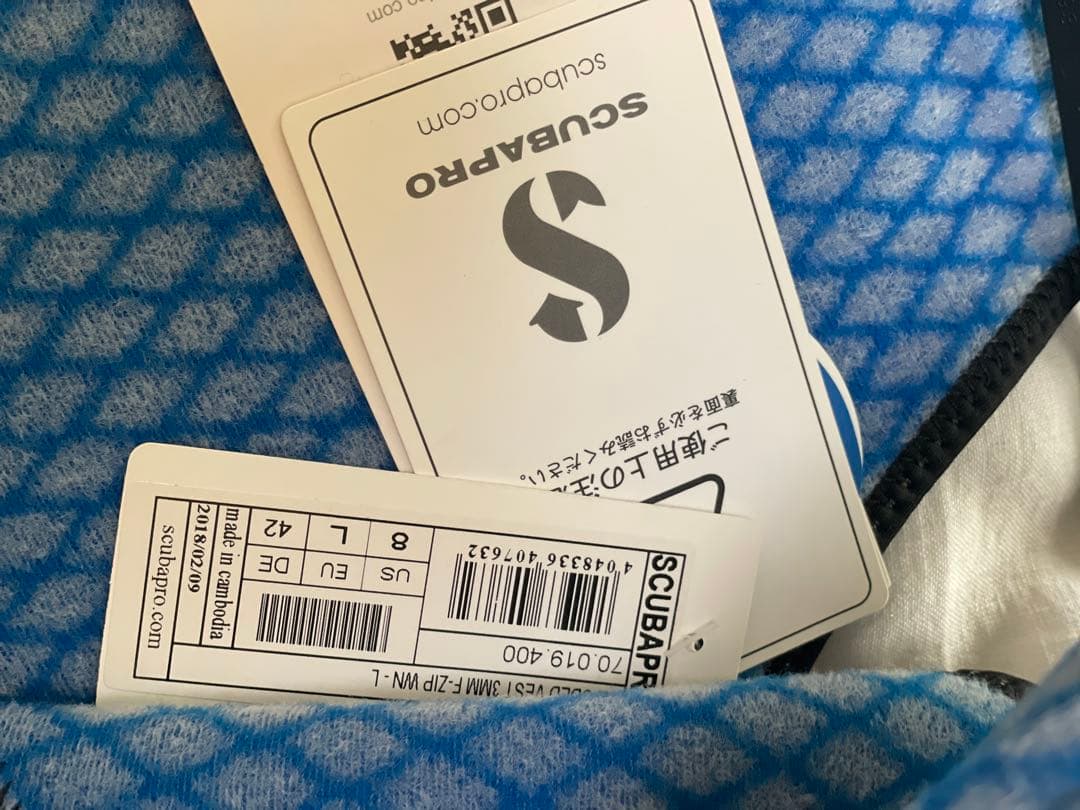 scubapro.com
SCUBAPRO
ご使用上の注
裏面を必ずお読みください。
VEST 3MM F-ZIP WN - L
70.019.400
4 048336 407632
US EU DE
8 L 42
made in cambodia
2018/02/09
scubapro.com